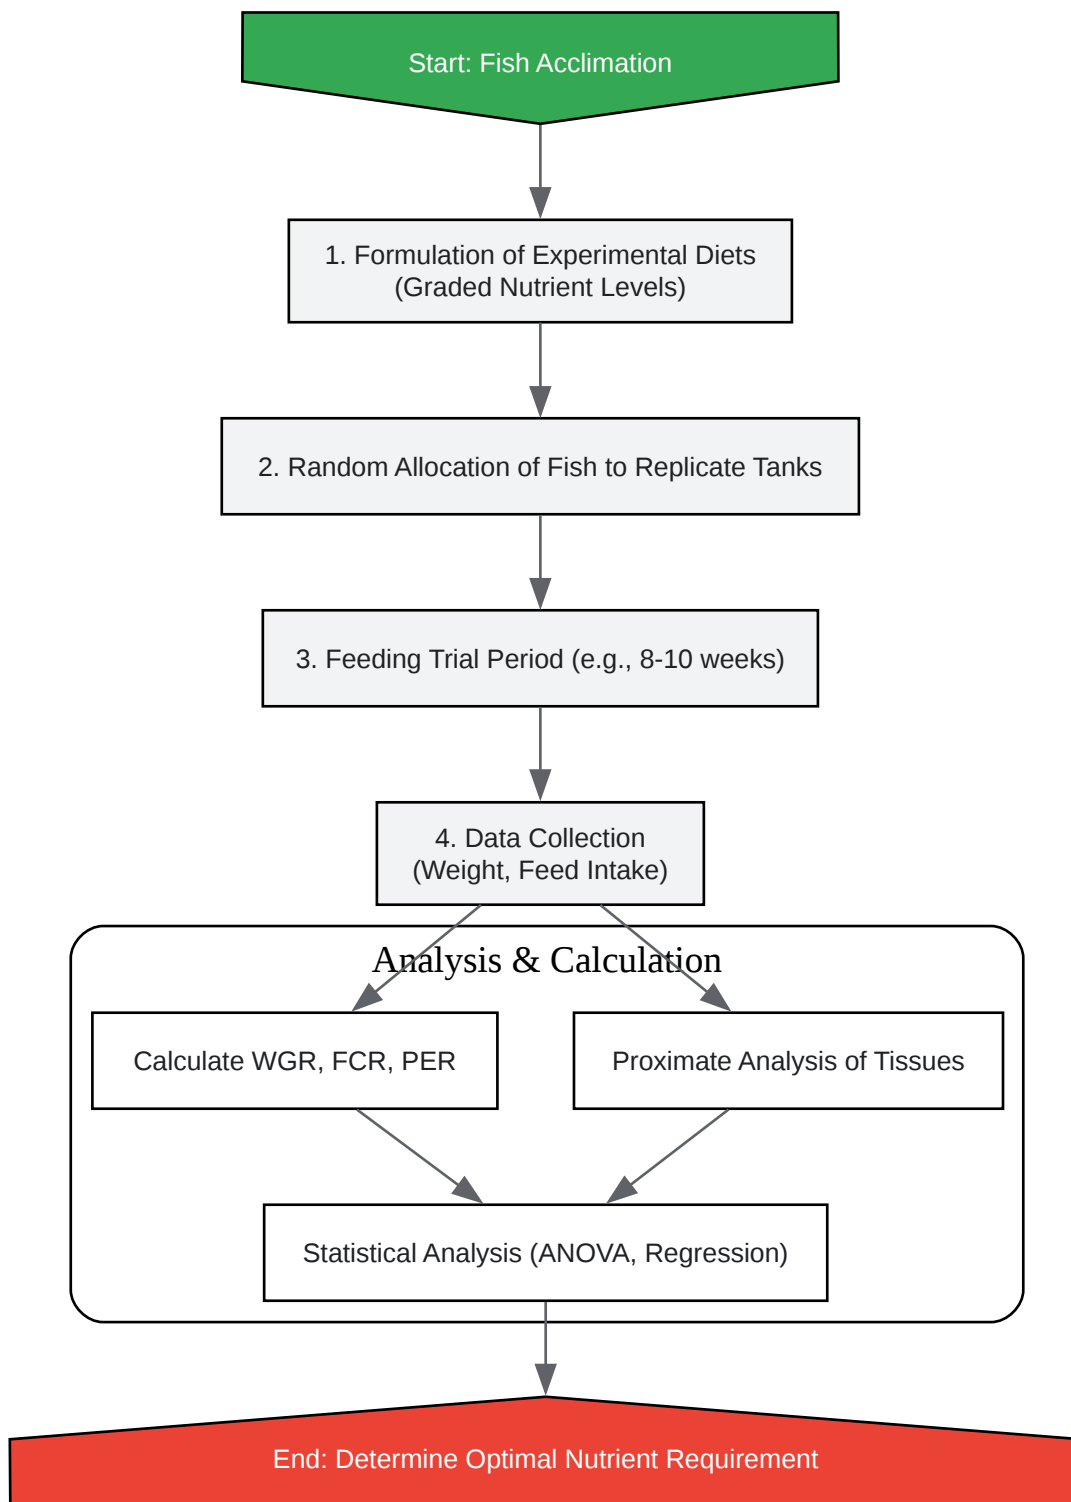 Start: Fish Acclimation
1. Formulation of Experimental Diets
(Graded Nutrient Levels)
2. Random Allocation of Fish to Replicate Tanks
3. Feeding Trial Period (e.g., 8-10 weeks)
4. Data Collection
(Weight, Feed Intake)
Analysis & Calculation
Calculate WGR, FCR, PER
Proximate Analysis of Tissues
Statistical Analysis (ANOVA, Regression)
End: Determine Optimal Nutrient Requirement